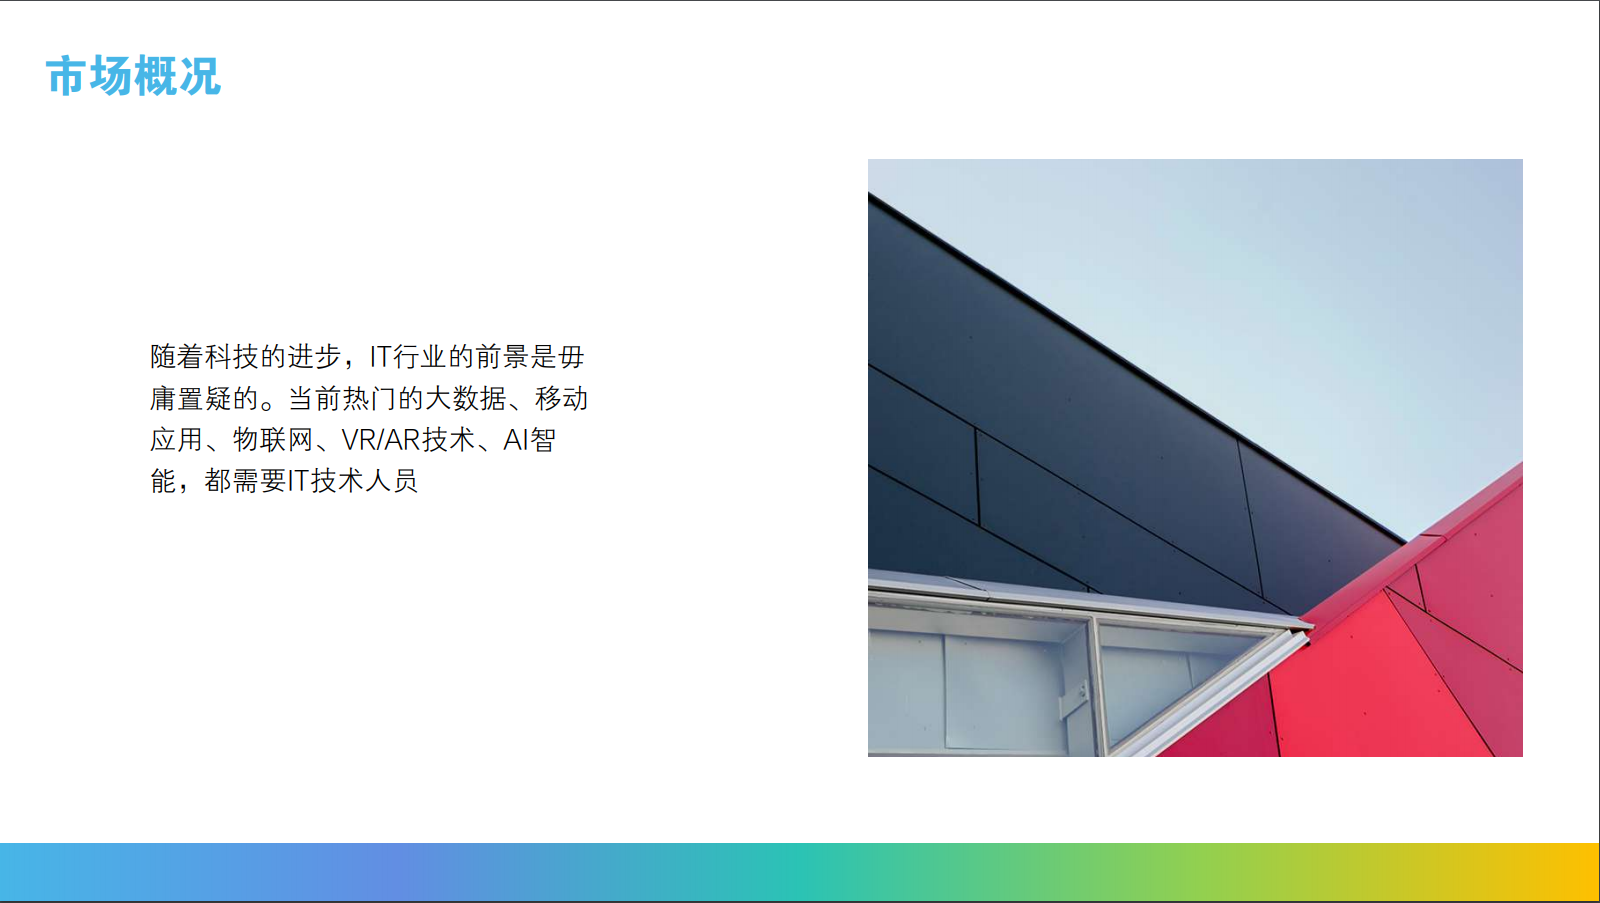 市场概况
随着科技的进步，IT行业的前景是毋
庸置疑的。当前热门的大数据、移动
应用、物联网、VR/AR技术、AI智
能，都需要IT技术人员